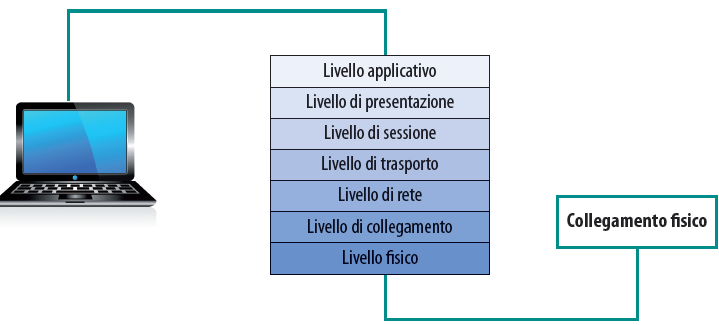 Livello applicativo
Livello di presentazione
Livello di sessione
Livello di trasporto
Livello di rete
Livello di collegamento
Livello fisico
Collegamento fisico